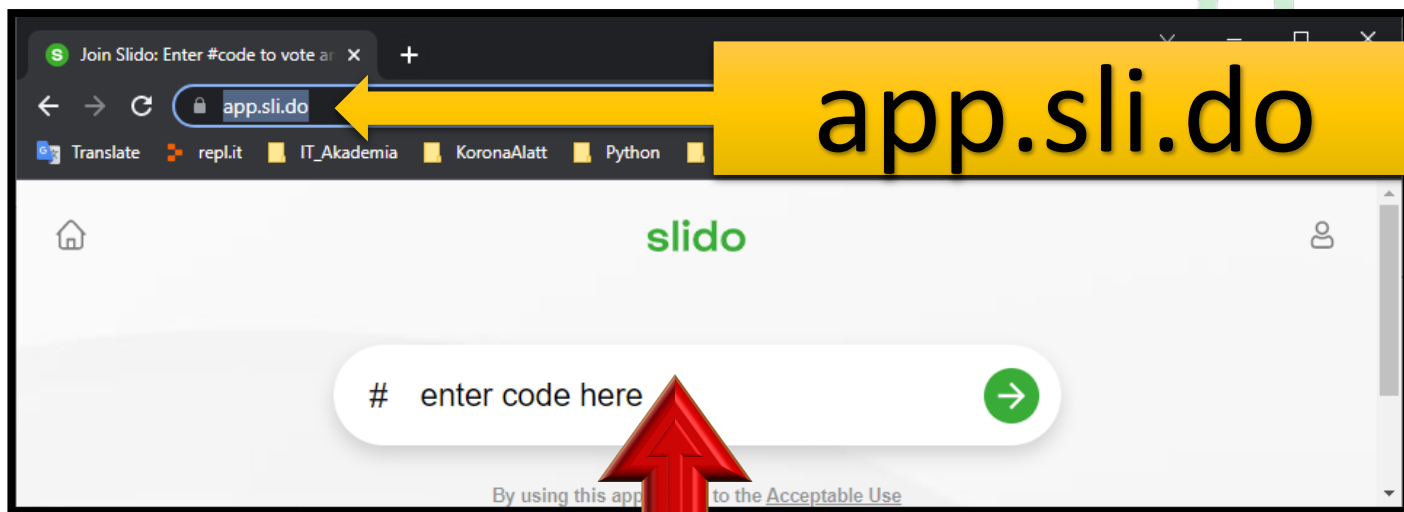 Join Slido: Enter #code to vote ar
app.sli.do
app.sli.do
Translate repl.it IT_Akademia KoronaAlatt Python
slido
# enter code here
By using this app to the Acceptable Use